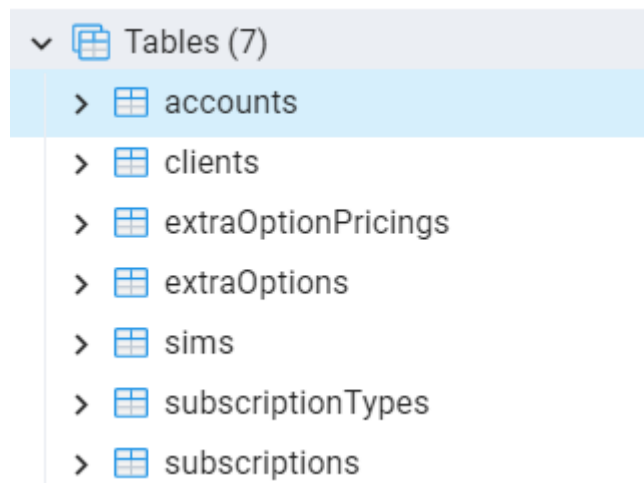 Tables (7)
accounts
clients
extraOptionPricings
extraOptions
sims
subscriptionTypes
subscriptions